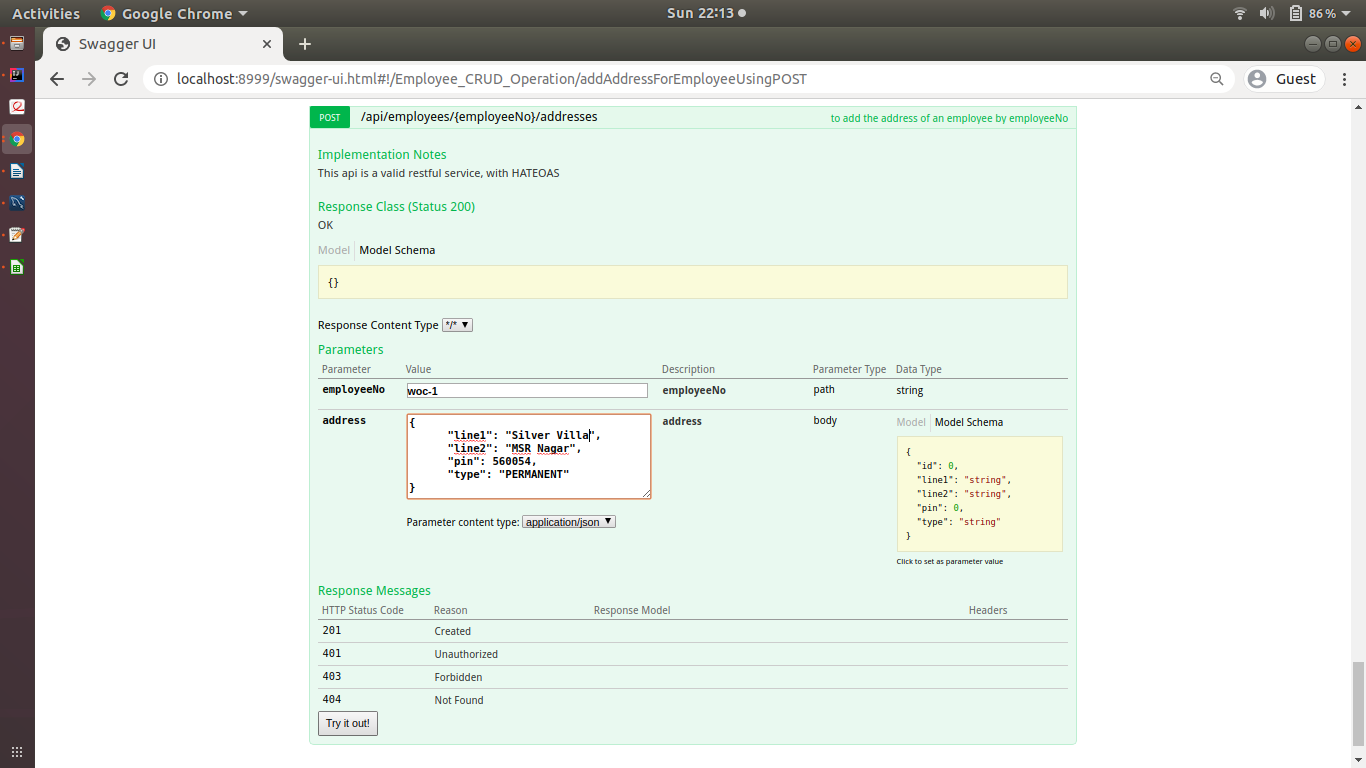 Activities Google Chrome Sun 22:13 86%
Swagger UI
localhost:8999/swagger-ui.html#!/Employee_CRUD_Operation/addAddressForEmployeeUsingPOST Guest
POST /api/employees/{employeeNo}/addresses to add the address of an employee by employeeNo
Implementation Notes
This api is a valid restful service, with HATEOAS
Response Class (Status 200)
OK
Model Model Schema
{}
Response Content Type */*
Parameters
Parameter Value Description Parameter Type Data Type
employeeNo woc-1 employeeNo path string
address
{
"line1": "Silver Villa",
"line2": "MSR Nagar",
"pin": 560054,
"type": "PERMANENT"
}
Parameter content type: application/json
address body
Model Model Schema
{
"id": 0,
"line1": "string",
"line2": "string",
"pin": 0,
"type": "string"
}
Click to set as parameter value
Response Messages
HTTP Status Code Reason Response Model Headers
201 Created
401 Unauthorized
403 Forbidden
404 Not Found
Try it out!